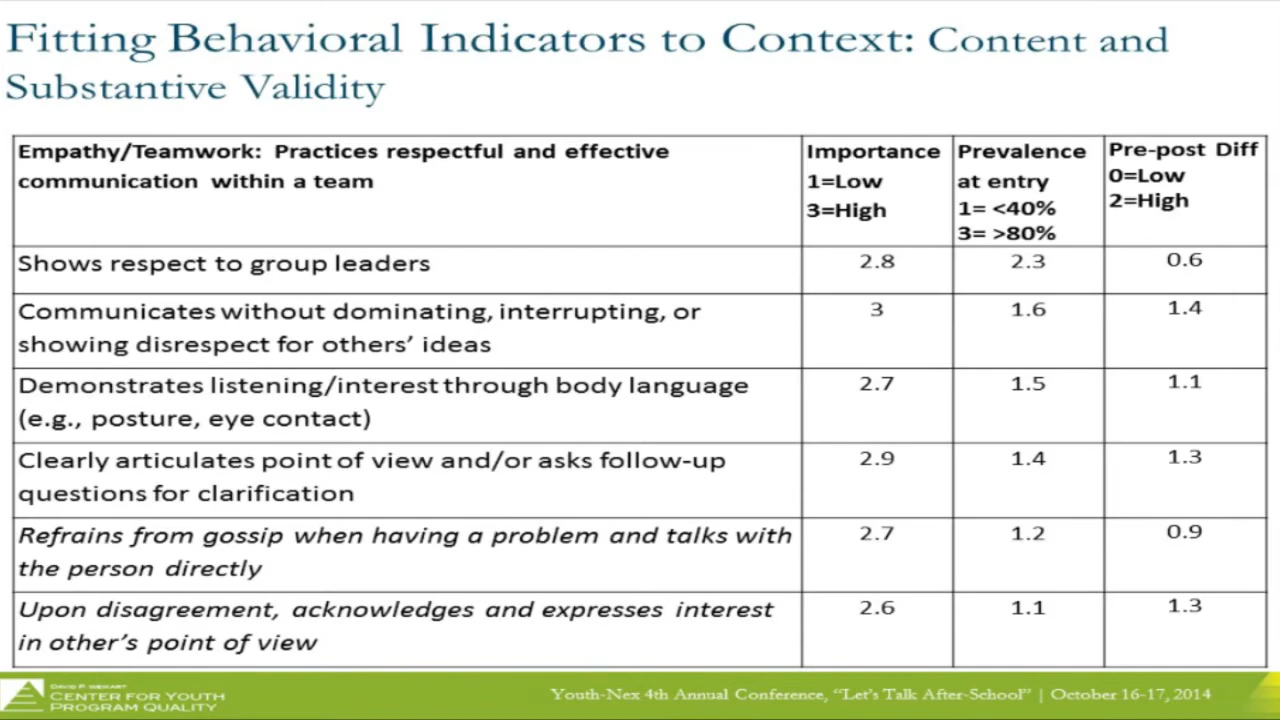 Fitting Behavioral Indicators to Context: Content and
Substantive Validity
Empathy/Teamwork: Practices respectful and effective
communication within a team
Importance
1=Low
3=High
Prevalence
at entry
1= <40%
3= >80%
Pre-post Diff
0=Low
2=High
Shows respect to group leaders
2.8
2.3
0.6
Communicates without dominating, interrupting, or
showing disrespect for others’ ideas
3
1.6
1.4
Demonstrates listening/interest through body language
(e.g., posture, eye contact)
2.7
1.5
1.1
Clearly articulates point of view and/or asks follow-up
questions for clarification
2.9
1.4
1.3
Refrains from gossip when having a problem and talks with
the person directly
2.7
1.2
0.9
Upon disagreement, acknowledges and expresses interest
in other’s point of view
2.6
1.1
1.3
DAVID P. WEIKART
CENTER FOR YOUTH
PROGRAM QUALITY
Youth-Nex 4th Annual Conference, “Let’s Talk After-School” | October 16-17, 2014